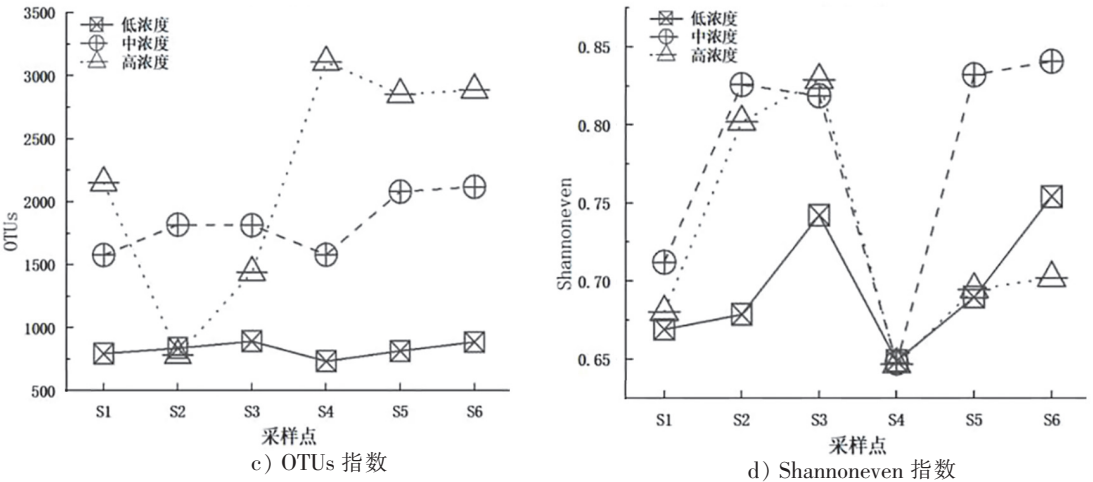 3500
3000
2500
2000
1500
1000
500
OTUs
低浓度
中浓度
高浓度
S1 S2 S3 S4 S5 S6
采样点
c) OTUs 指数
0.85
0.80
0.75
0.70
0.65
Shannoneven
低浓度
中浓度
高浓度
S1 S2 S3 S4 S5 S6
采样点
d) Shannoneven 指数